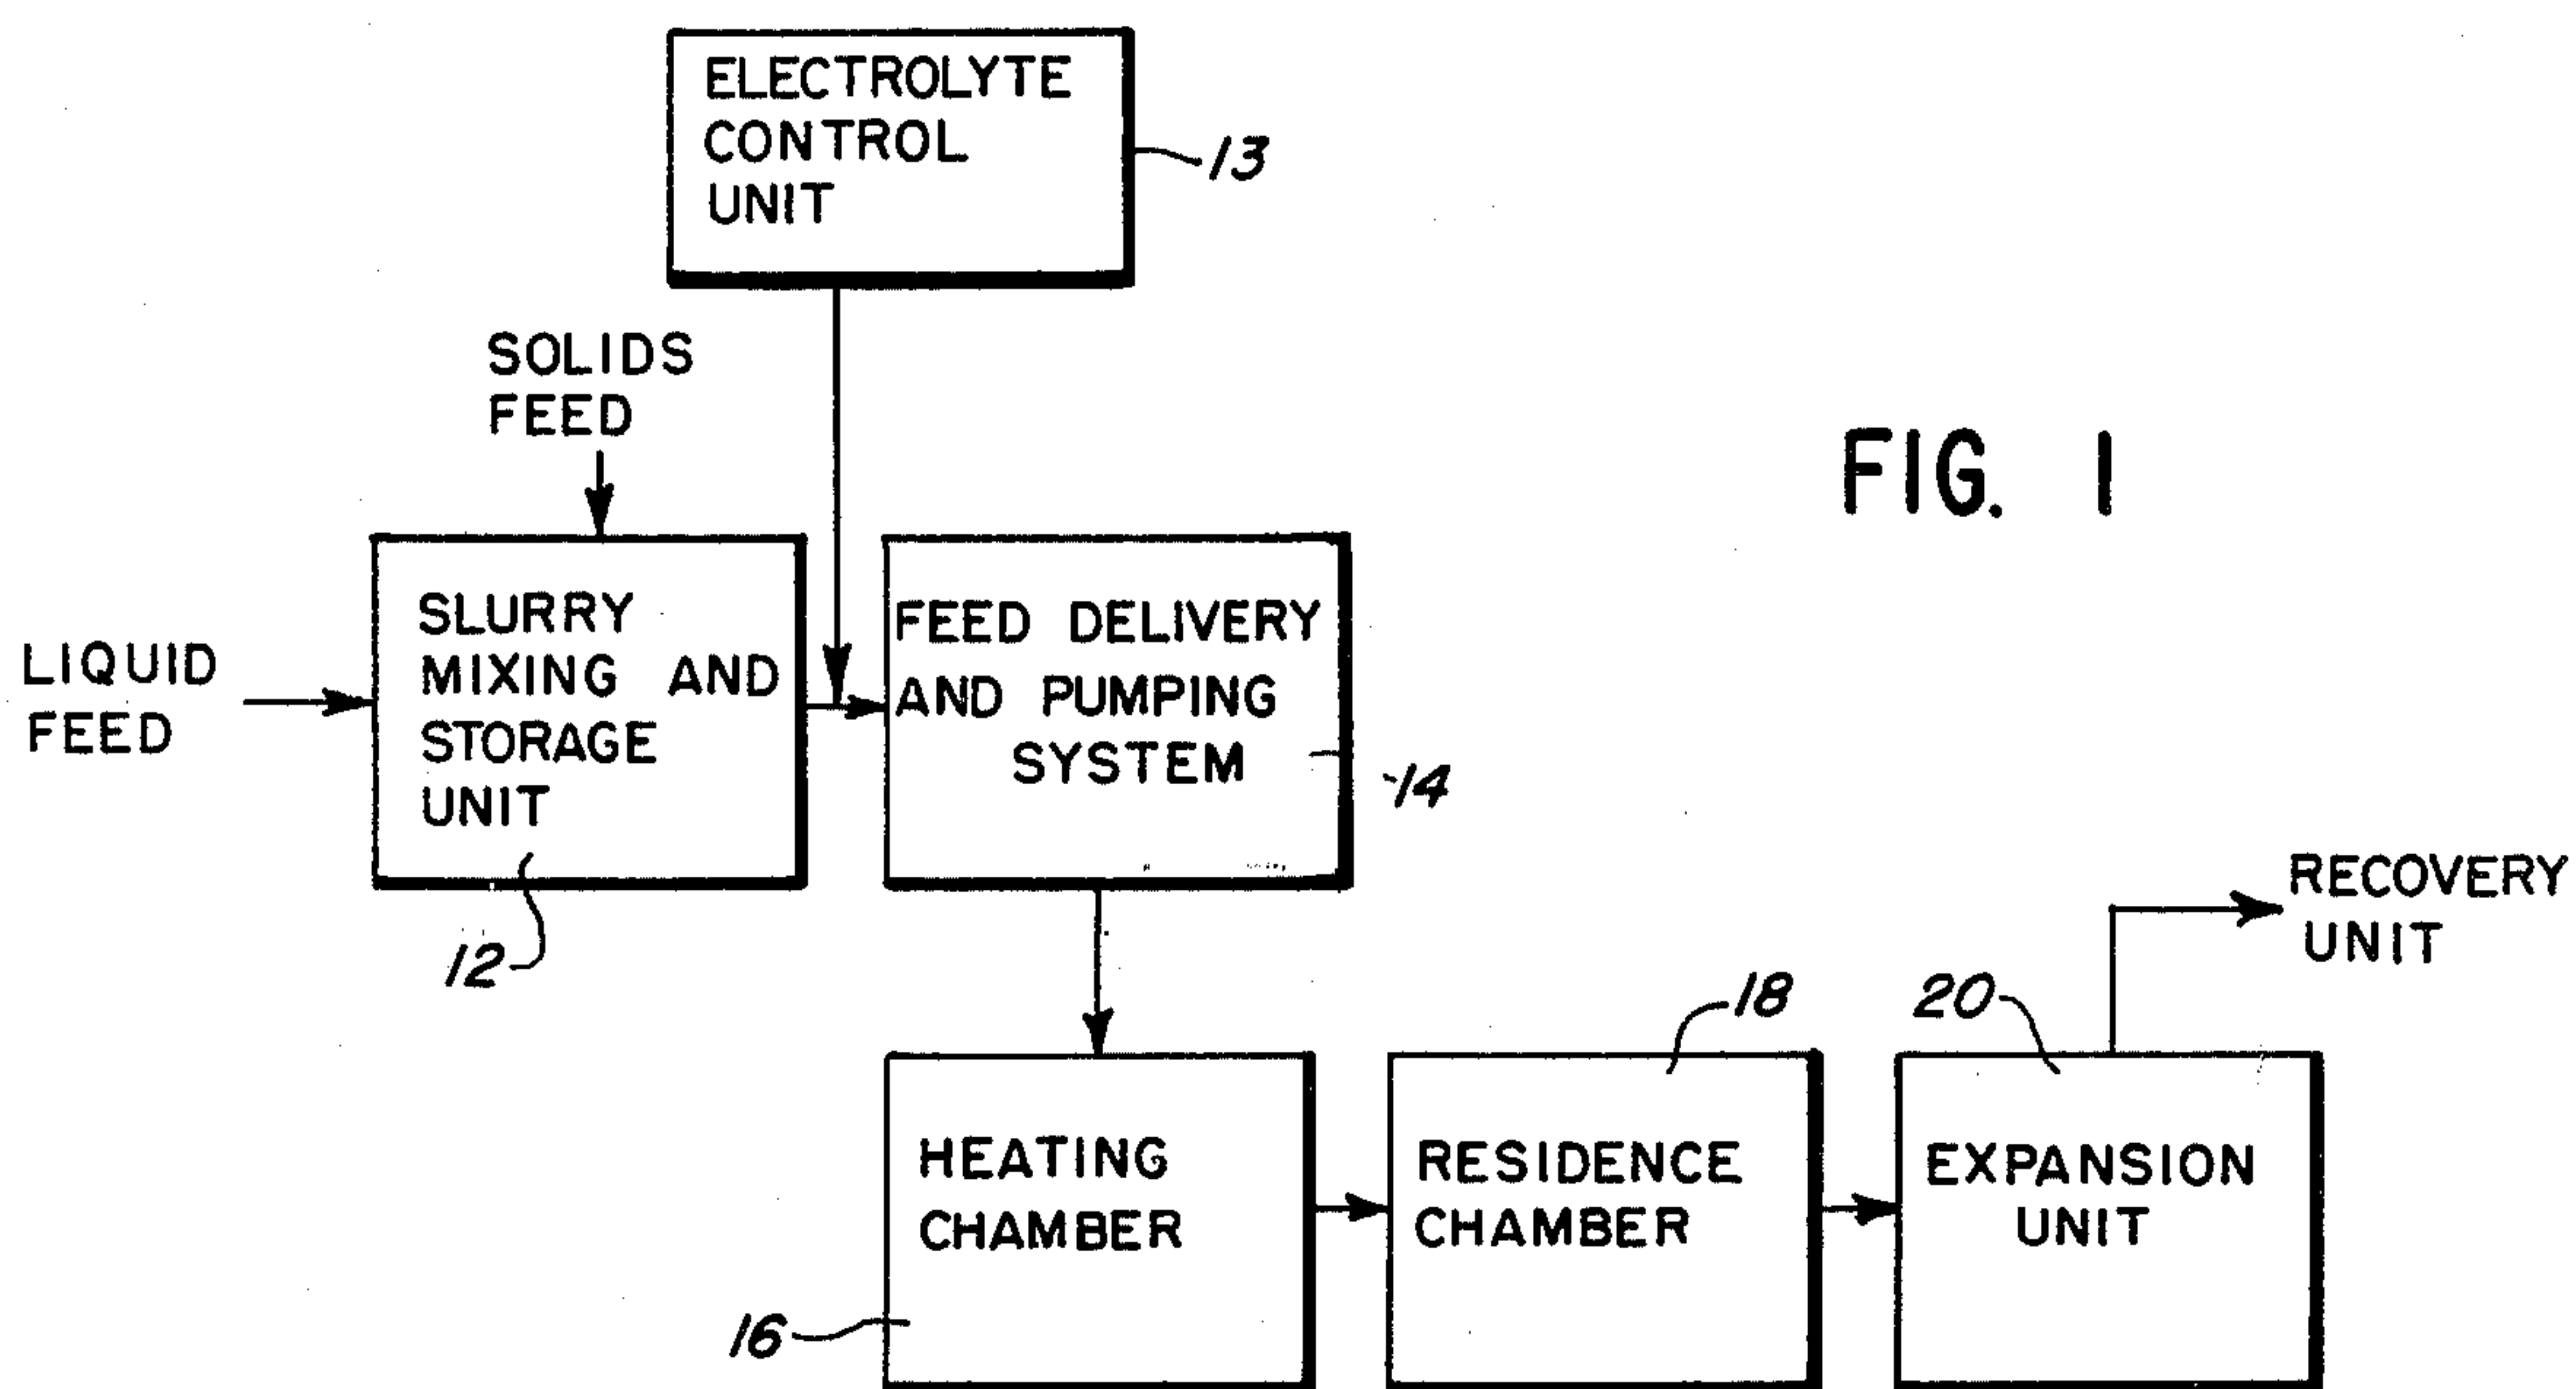 ELECTROLYTE
CONTROL
UNIT
13
SOLIDS
FEED
FIG. 1
LIQUID
FEED
SLURRY
MIXING AND
STORAGE
UNIT
12
FEED DELIVERY
AND PUMPING
SYSTEM
14
RECOVERY
UNIT
HEATING
CHAMBER
16
RESIDENCE
CHAMBER
18
EXPANSION
UNIT
20